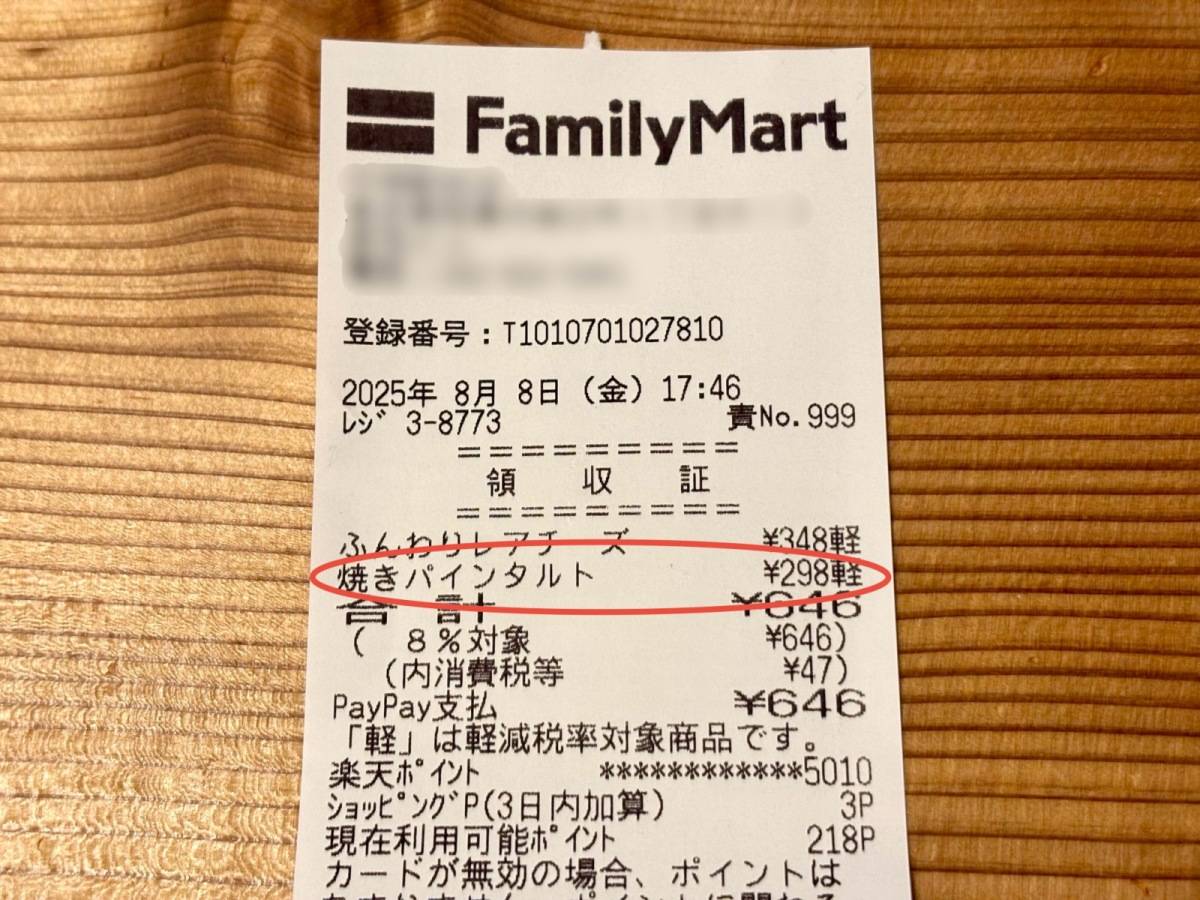 FamilyMart
登録番号：T1010701027810
2025年 8月 8日（金）17:46
ﾚｼﾞ 3-8773 責No.999
＝＝＝＝＝＝＝＝＝
領　収　証
＝＝＝＝＝＝＝＝＝
ふんわりレアチーズ ¥348軽
焼きパインタルト ¥298軽
合　計 ¥646
（　８％対象 ¥646）
（内消費税等 ¥47）
PayPay支払 ¥646
「軽」は軽減税率対象商品です。
楽天ﾎﾟｲﾝﾄ ************5010
ｼｮｯﾋﾟﾝｸﾞP(3日内加算) 3P
現在利用可能ﾎﾟｲﾝﾄ 218P
カードが無効の場合、ポイントは